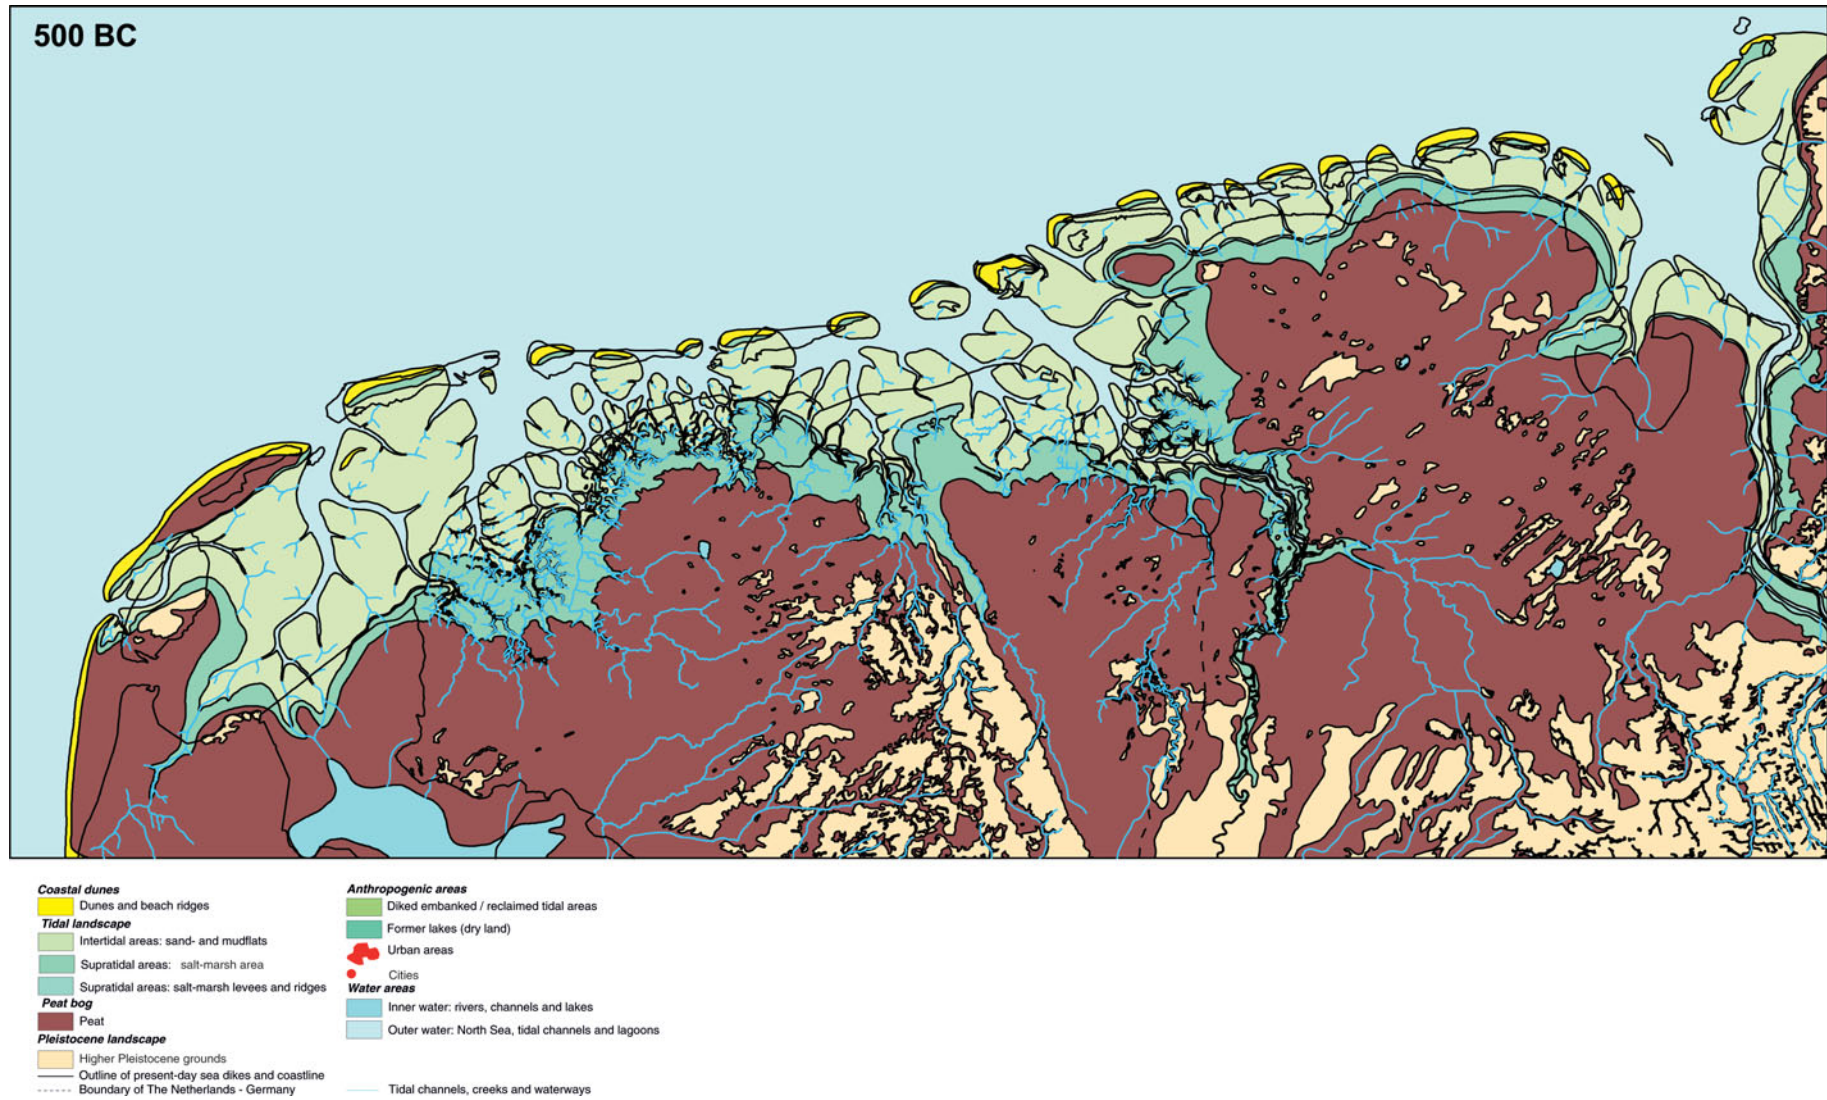 500 BC
Coastal dunes
Dunes and beach ridges
Tidal landscape
Intertidal areas: sand- and mudflats
Supratidal areas: salt-marsh area
Supratidal areas: salt-marsh levees and ridges
Peat bog
Peat
Pleistocene landscape
Higher Pleistocene grounds
Outline of present-day sea dikes and coastline
Boundary of The Netherlands - Germany
Anthropogenic areas
Diked embanked / reclaimed tidal areas
Former lakes (dry land)
Urban areas
Cities
Water areas
Inner water: rivers, channels and lakes
Outer water: North Sea, tidal channels and lagoons
Tidal channels, creeks and waterways